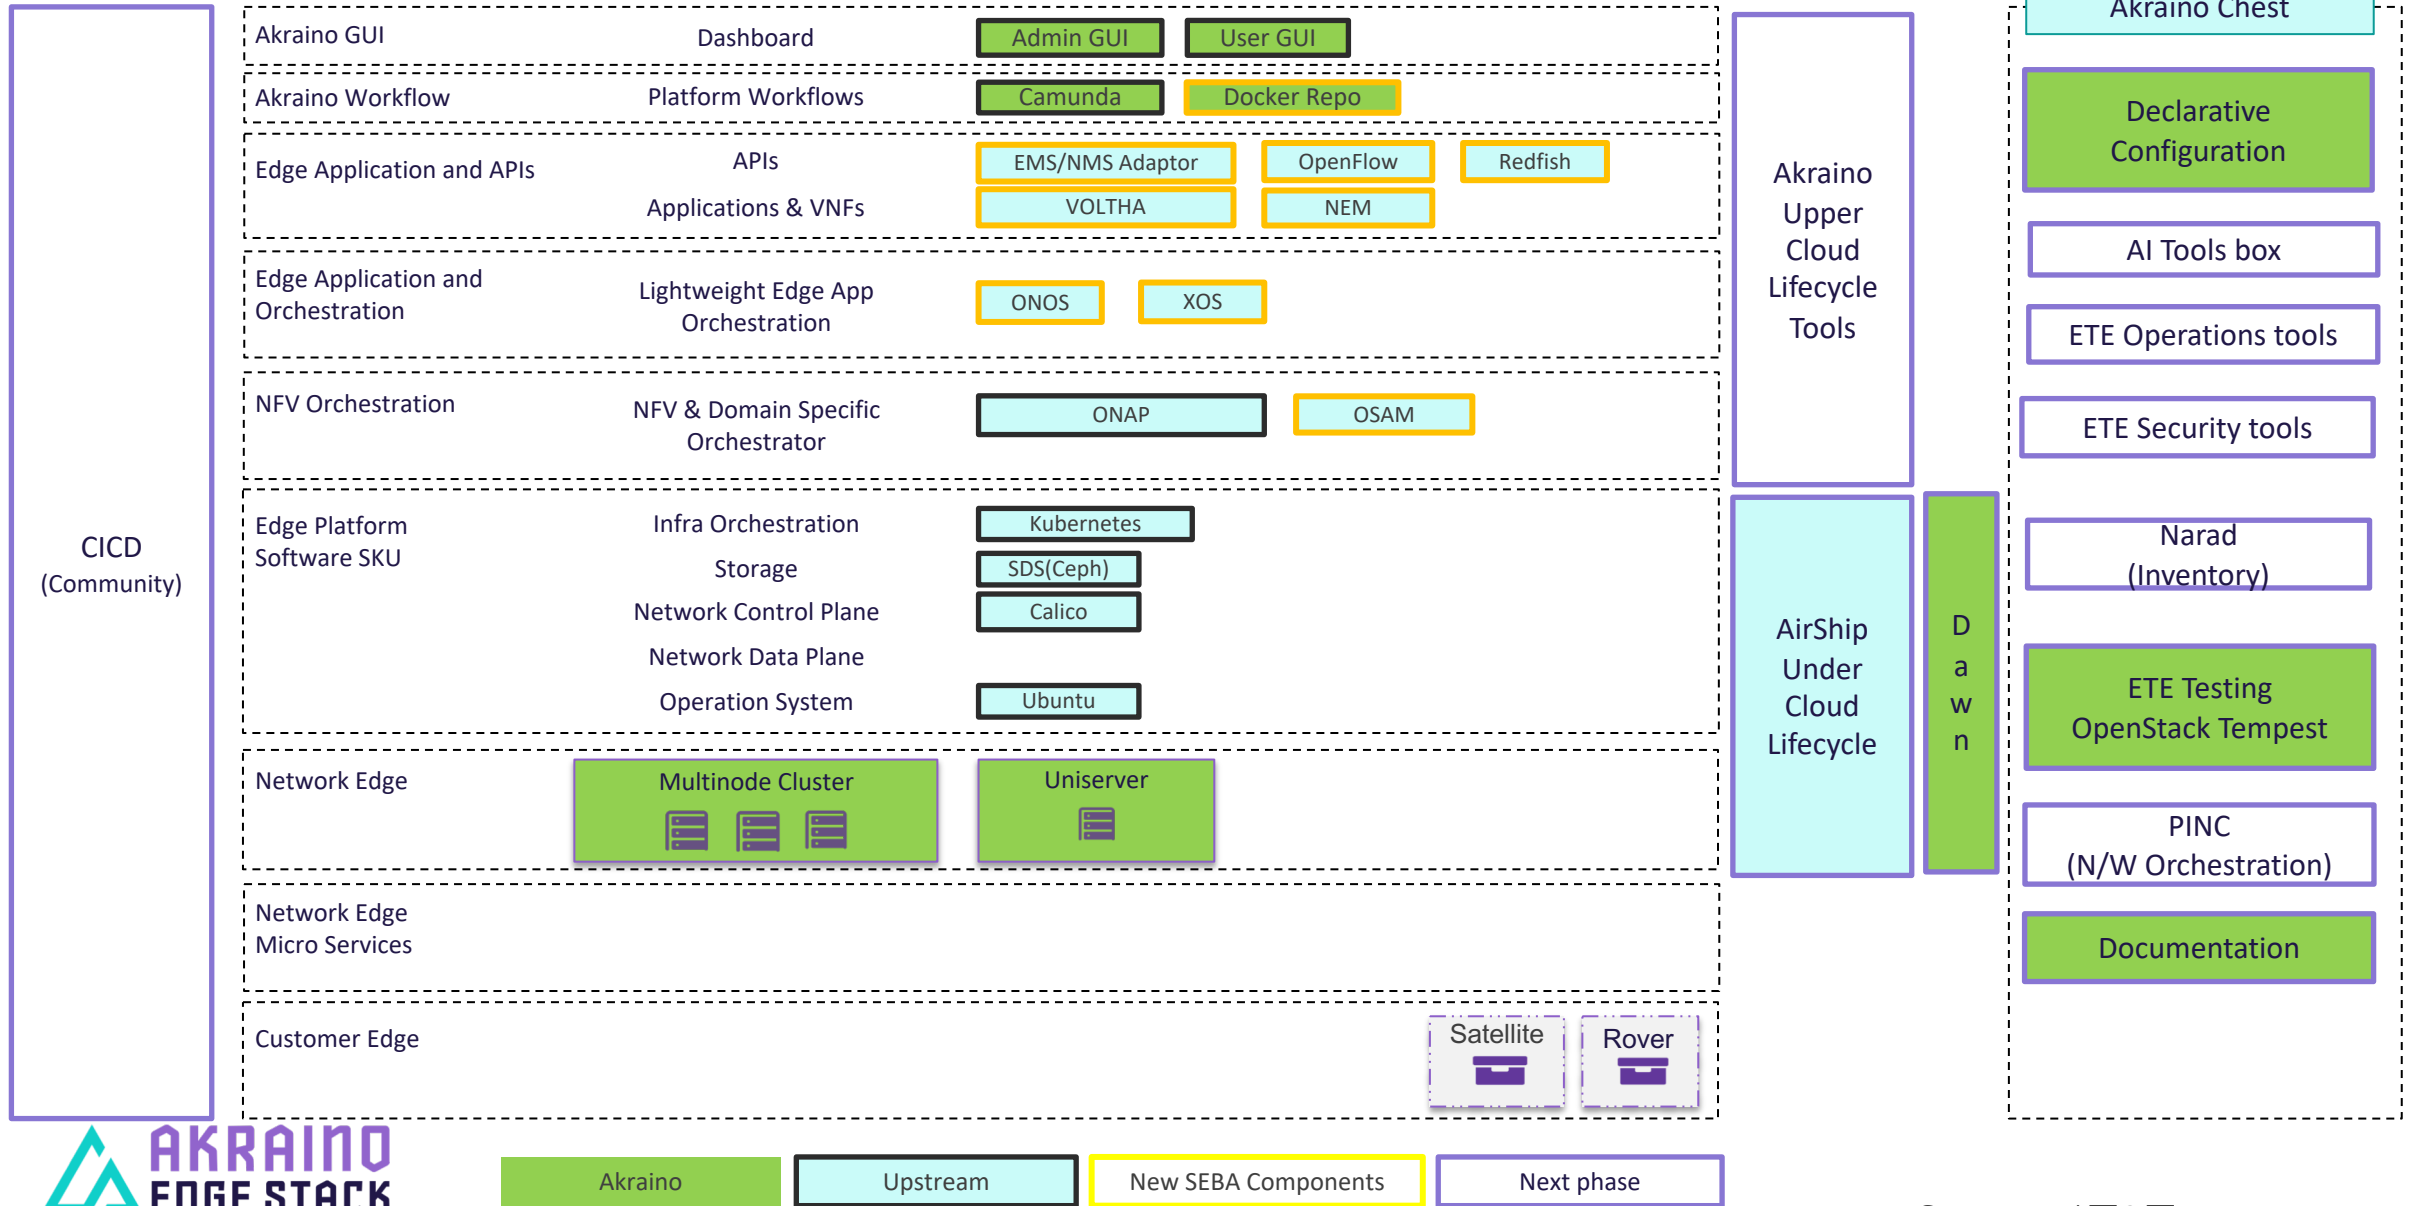 Akraino Chest
Akraino GUI
Dashboard
Admin GUI
User GUI
Akraino Workflow
Platform Workflows
Camunda
Docker Repo
Edge Application and APIs
APIs
EMS/NMS Adaptor
OpenFlow
Redfish
Applications & VNFs
VOLTHA
NEM
Edge Application and
Orchestration
Lightweight Edge App
Orchestration
ONOS
XOS
NFV Orchestration
NFV & Domain Specific
Orchestrator
ONAP
OSAM
CICD
(Community)
Edge Platform
Software SKU
Infra Orchestration
Kubernetes
Storage
SDS(Ceph)
Network Control Plane
Calico
Network Data Plane
Operation System
Ubuntu
Network Edge
Multinode Cluster
Uniserver
Network Edge
Micro Services
Customer Edge
Satellite
Rover
Akraino
Upper
Cloud
Lifecycle
Tools
AirShip
Under
Cloud
Lifecycle
D
a
w
n
Declarative
Configuration
AI Tools box
ETE Operations tools
ETE Security tools
Narad
(Inventory)
ETE Testing
OpenStack Tempest
PINC
(N/W Orchestration)
Documentation
AKRAINO
EDGE STACK
Akraino
Upstream
New SEBA Components
Next phase